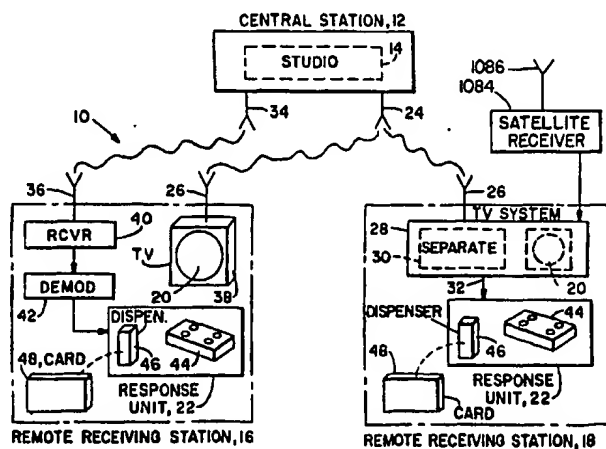 CENTRAL STATION, 12
STUDIO
14
1086
1084
34
24
10
SATELLITE
RECEIVER
36
26
26
RCVR
40
TV
20
38
DEMOD
42
DISPEN.
46
44
48, CARD
RESPONSE
UNIT, 22
REMOTE RECEIVING STATION, 16
TV SYSTEM
28
SEPARATE
30
20
32
DISPENSER
44
46
48
RESPONSE
UNIT, 22
CARD
REMOTE RECEIVING STATION, 18